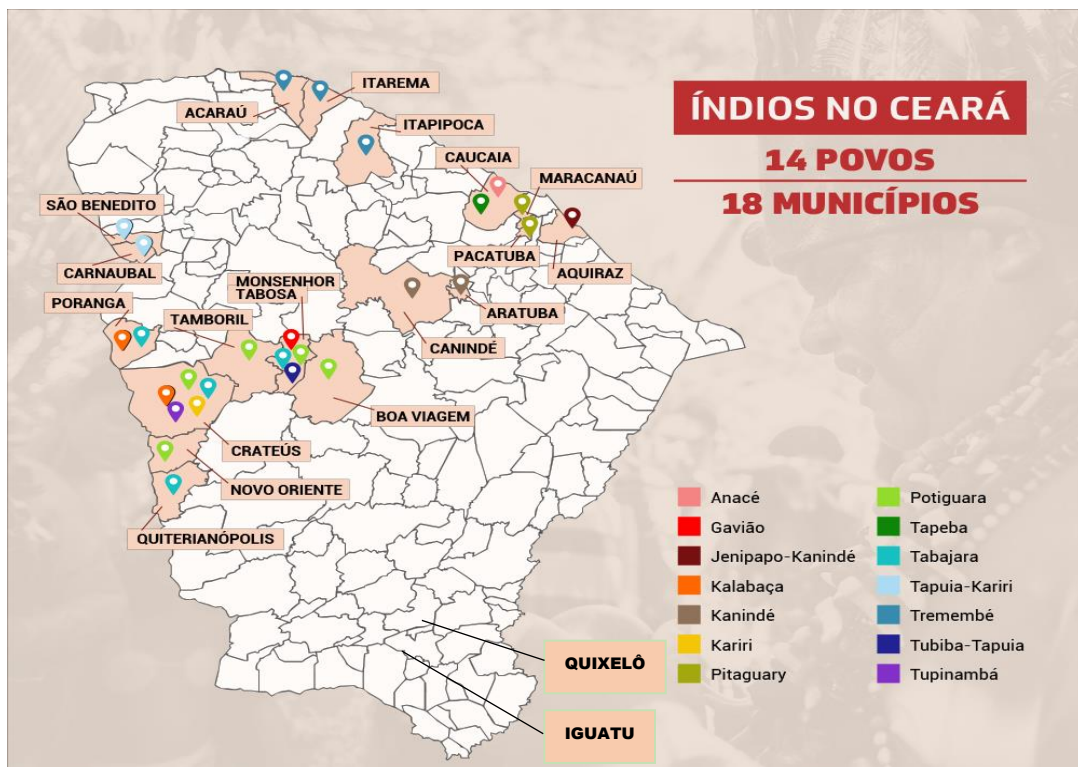 ÍNDIOS NO CEARÁ
14 POVOS
18 MUNICÍPIOS
ITAREMA
ACARAÚ
ITAPIPOCA
CAUCAIA
MARACANAÚ
SÃO BENEDITO
CARNAUBAL
PACATUBA
AQUIRAZ
MONSENHOR
TABOSA
PORANGA
TAMBORIL
ARATUBA
CANINDÉ
BOA VIAGEM
CRATEÚS
NOVO ORIENTE
QUITERIANÓPOLIS
QUIXELÔ
IGUATU
Anacé
Gavião
Jenipapo-Kanindé
Kalabaça
Kanindé
Kariri
Pitaguary
Potiguara
Tapeba
Tabajara
Tapuia-Kariri
Tremembé
Tubiba-Tapuia
Tupinambá